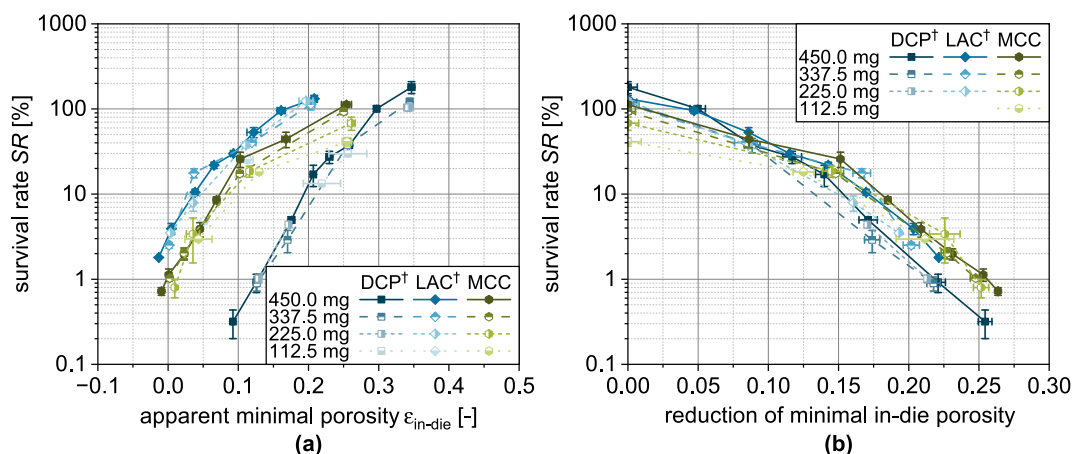 1000
100
10
1
0.1
survival rate SR [%]
−0.1 0.0 0.1 0.2 0.3 0.4 0.5
apparent minimal porosity εin-die [-]
DCP† LAC† MCC
450.0 mg
337.5 mg
225.0 mg
112.5 mg
(a)
1000
100
10
1
0.1
survival rate SR [%]
0.00 0.05 0.10 0.15 0.20 0.25 0.30
reduction of minimal in-die porosity
DCP† LAC† MCC
450.0 mg
337.5 mg
225.0 mg
112.5 mg
(b)